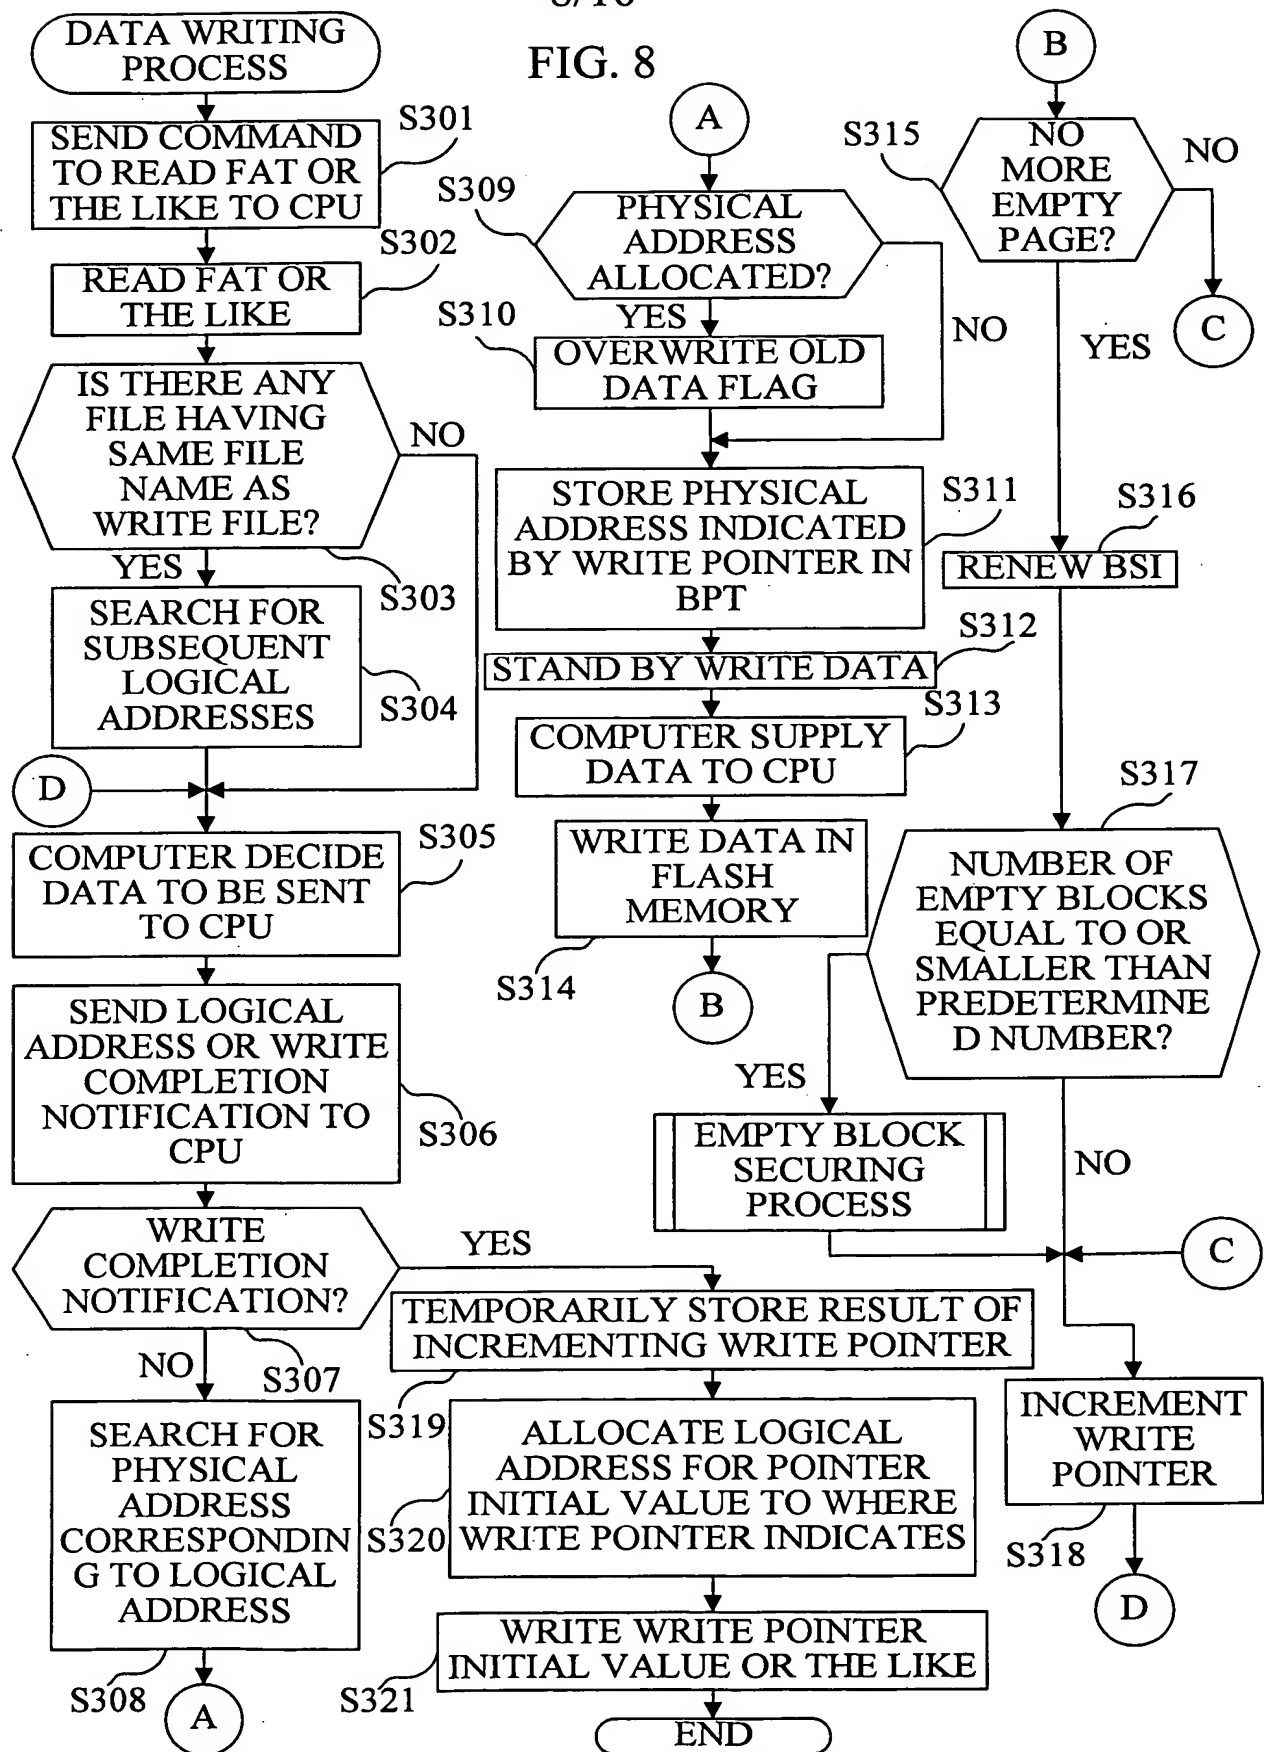 FIG. 8
DATA WRITING
PROCESS
SEND COMMAND
TO READ FAT OR
THE LIKE TO CPU
S301
READ FAT OR
THE LIKE
S302
IS THERE ANY
FILE HAVING
SAME FILE
NAME AS
WRITE FILE?
NO
YES
S303
SEARCH FOR
SUBSEQUENT
LOGICAL
ADDRESSES
S304
D
COMPUTER DECIDE
DATA TO BE SENT
TO CPU
S305
SEND LOGICAL
ADDRESS OR WRITE
COMPLETION
NOTIFICATION TO
CPU
S306
WRITE
COMPLETION
NOTIFICATION?
YES
NO
S307
SEARCH FOR
PHYSICAL
ADDRESS
CORRESPONDIN
G TO LOGICAL
ADDRESS
S308
A
A
S309
PHYSICAL
ADDRESS
ALLOCATED?
YES
NO
S310
OVERWRITE OLD
DATA FLAG
STORE PHYSICAL
ADDRESS INDICATED
BY WRITE POINTER IN
BPT
S311
S312
STAND BY WRITE DATA
S313
COMPUTER SUPPLY
DATA TO CPU
WRITE DATA IN
FLASH
MEMORY
S314
B
B
S315
NO
MORE
EMPTY
PAGE?
NO
C
YES
S316
RENEW BSI
S317
NUMBER OF
EMPTY BLOCKS
EQUAL TO OR
SMALLER THAN
PREDETERMINE
D NUMBER?
YES
NO
EMPTY BLOCK
SECURING
PROCESS
C
INCREMENT
WRITE
POINTER
S318
D
TEMPORARILY STORE RESULT OF
INCREMENTING WRITE POINTER
S319
ALLOCATE LOGICAL
ADDRESS FOR POINTER
INITIAL VALUE TO WHERE
WRITE POINTER INDICATES
S320
WRITE WRITE POINTER
INITIAL VALUE OR THE LIKE
S321
END